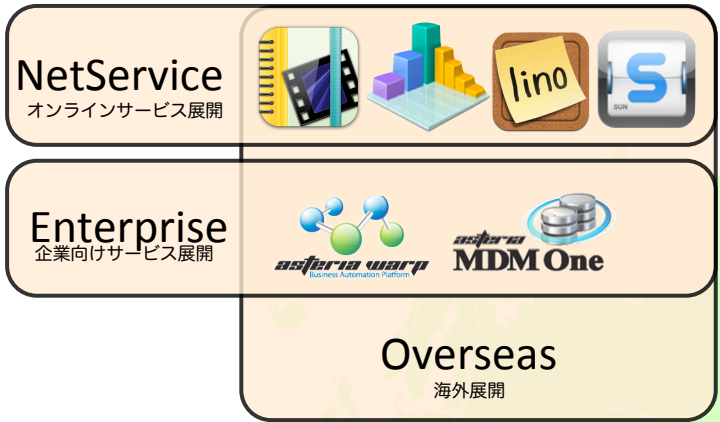 NetService
オンラインサービス展開
lino
S
SUN
Enterprise
企業向けサービス展開
asteria warp
Business Automation Platform
asteria
MDM One
Overseas
海外展開